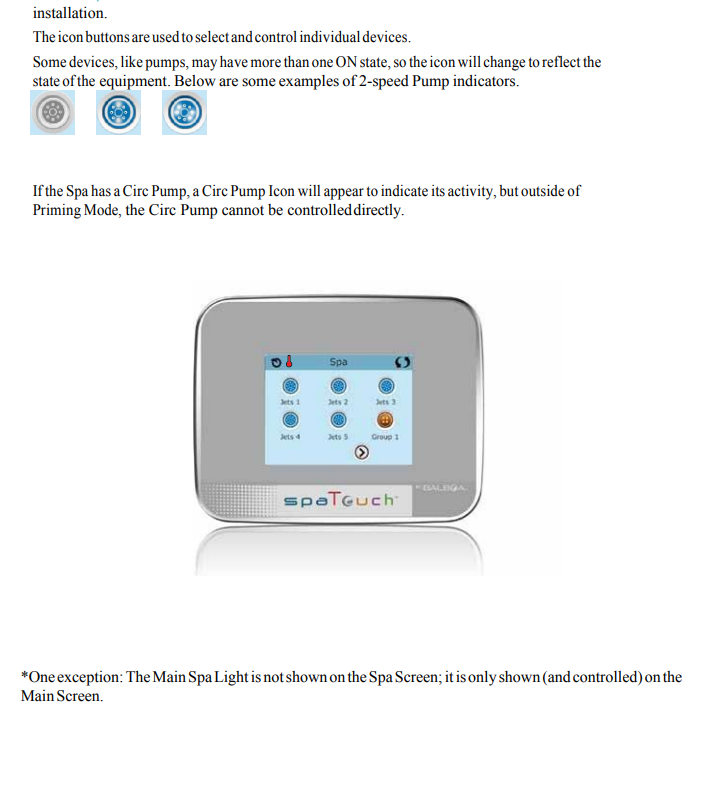 installation.
The icon buttons are used to select and control individual devices.
Some devices, like pumps, may have more than one ON state, so the icon will change to reflect the
state of the equipment. Below are some examples of 2-speed Pump indicators.
If the Spa has a Circ Pump, a Circ Pump Icon will appear to indicate its activity, but outside of
Priming Mode, the Circ Pump cannot be controlled directly.
Spa
Jets 1 Jets 2 Jets 3
Jets 4 Jets 5 Group 1
BALBOA
spaTouch™
*One exception: The Main Spa Light is not shown on the Spa Screen; it is only shown (and controlled) on the
Main Screen.